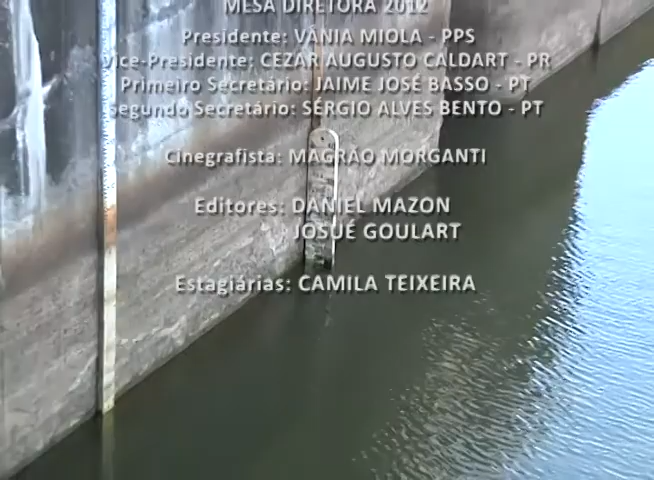 MESA DIRETORA 2012
Presidente: VÂNIA MIOLA - PPS
Vice-Presidente: CEZAR AUGUSTO CALDART - PR
Primeiro Secretário: JAIME JOSÉ BASSO - PT
Segundo Secretário: SÉRGIO ALVES BENTO - PT
Cinegrafista: MAGRÃO MORGANTI
Editores: DANIEL MAZON
JOSUÉ GOULART
Estagiárias: CAMILA TEIXEIRA